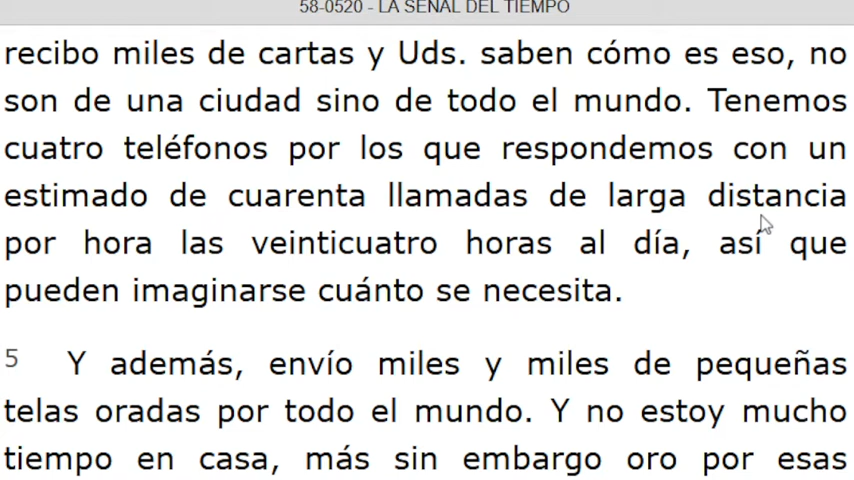 58-0520 - LA SEÑAL DEL TIEMPO
recibo miles de cartas y Uds. saben cómo es eso, no
son de una ciudad sino de todo el mundo. Tenemos
cuatro teléfonos por los que respondemos con un
estimado de cuarenta llamadas de larga distancia
por hora las veinticuatro horas al día, así que
pueden imaginarse cuánto se necesita.
5 Y además, envío miles y miles de pequeñas
telas oradas por todo el mundo. Y no estoy mucho
tiempo en casa, más sin embargo oro por esas